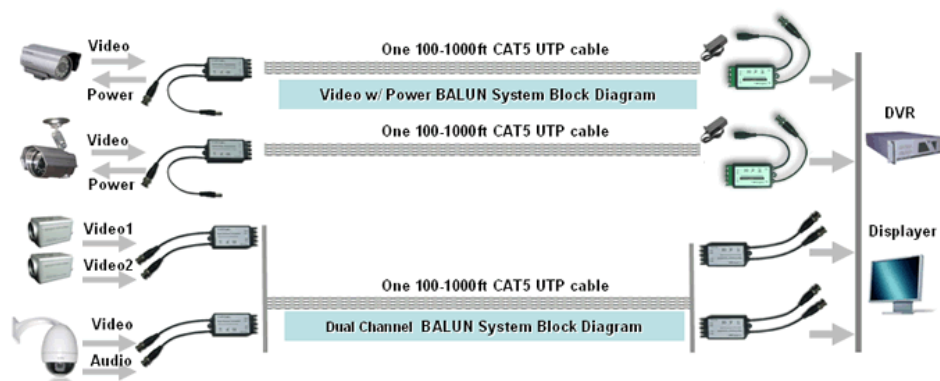 Video
Power
One 100-1000ft CAT5 UTP cable
Video w/ Power BALUN System Block Diagram
Video
Power
One 100-1000ft CAT5 UTP cable
DVR
Video1
Video2
Displayer
One 100-1000ft CAT5 UTP cable
Dual Channel BALUN System Block Diagram
Video
Audio